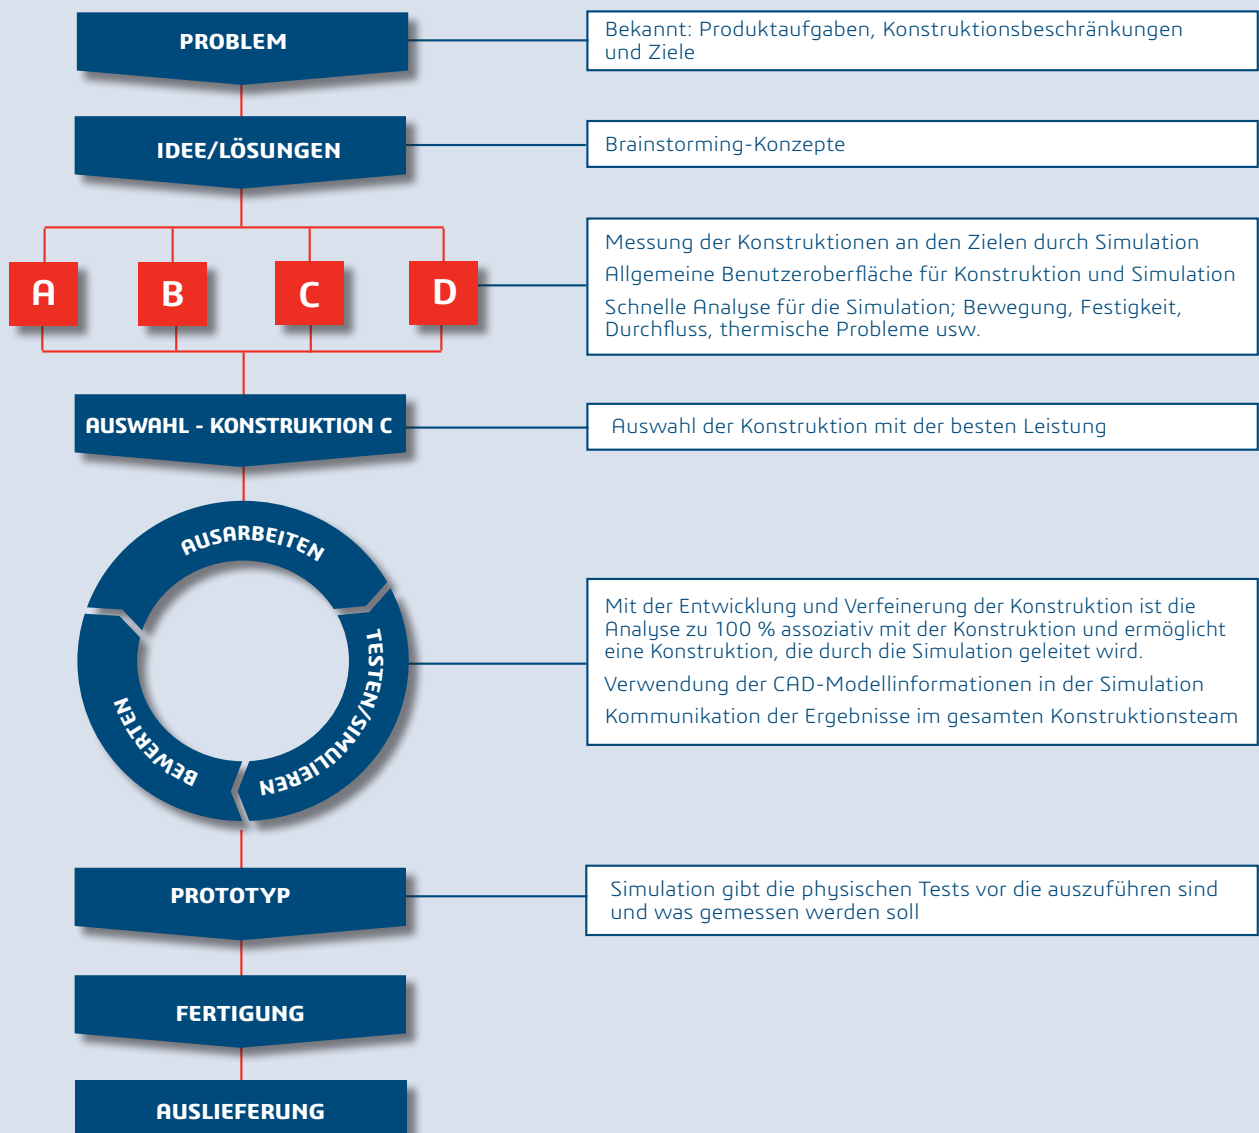 PROBLEM
Bekannt: Produktaufgaben, Konstruktionsbeschränkungen
und Ziele
IDEE/LÖSUNGEN
Brainstorming-Konzepte
A
B
C
D
Messung der Konstruktionen an den Zielen durch Simulation
Allgemeine Benutzeroberfläche für Konstruktion und Simulation
Schnelle Analyse für die Simulation; Bewegung, Festigkeit,
Durchfluss, thermische Probleme usw.
AUSWAHL - KONSTRUKTION C
Auswahl der Konstruktion mit der besten Leistung
AUSARBEITEN
TESTEN/SIMULIEREN
BEWERTEN
Mit der Entwicklung und Verfeinerung der Konstruktion ist die
Analyse zu 100 % assoziativ mit der Konstruktion und ermöglicht
eine Konstruktion, die durch die Simulation geleitet wird.
Verwendung der CAD-Modellinformationen in der Simulation
Kommunikation der Ergebnisse im gesamten Konstruktionsteam
PROTOTYP
Simulation gibt die physischen Tests vor die auszuführen sind
und was gemessen werden soll
FERTIGUNG
AUSLIEFERUNG